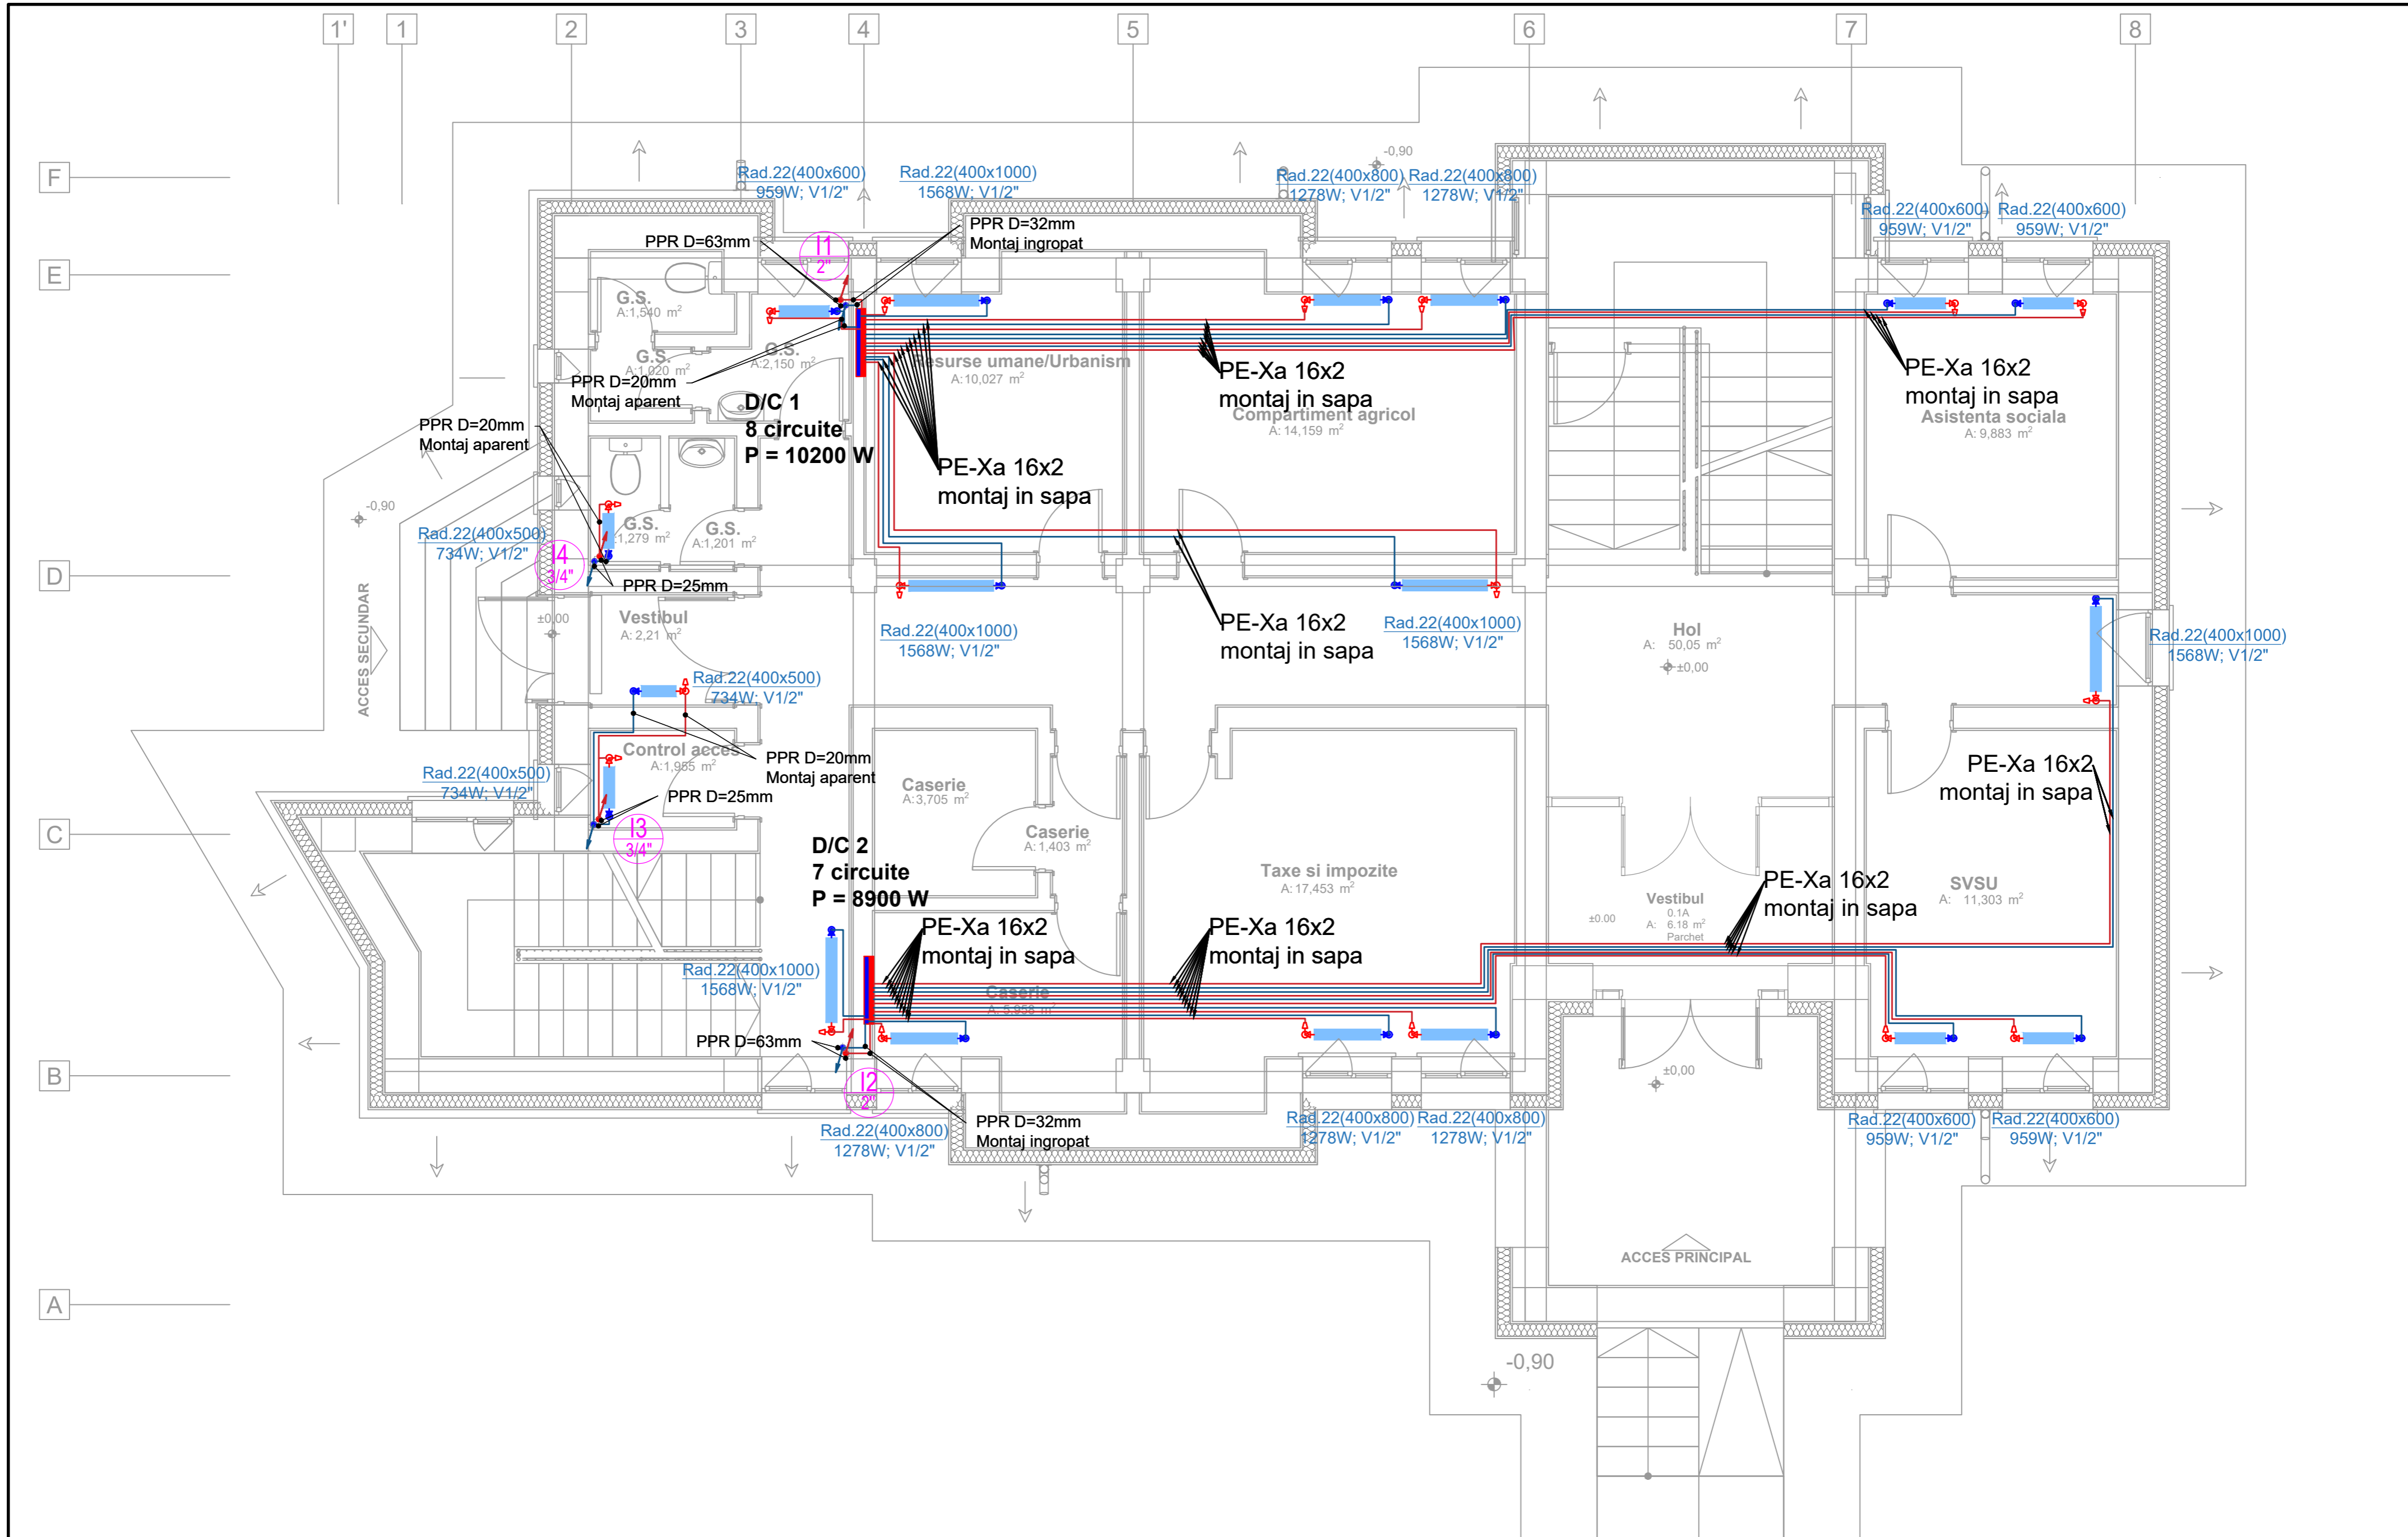 1'
1
2
3
4
5
6
7
8
F
E
D
C
B
A
-0,90
Rad.22(400x600)
959W; V1/2"
Rad.22(400x1000)
1568W; V1/2"
Rad.22(400x800)
1278W; V1/2"
Rad.22(400x800)
1278W; V1/2"
Rad.22(400x600)
959W; V1/2"
Rad.22(400x600)
959W; V1/2"
PPR D=63mm
I1
2"
PPR D=32mm
Montaj ingropat
G.S.
A:1,540 m²
G.S.
A:1,020 m²
G.S.
A:2,150 m²
PPR D=20mm
Montaj aparent
Resurse umane/Urbanism
A:10,027 m²
PE-Xa 16x2
montaj in sapa
Compartiment agricol
A: 14,159 m²
PE-Xa 16x2
montaj in sapa
Asistenta sociala
A: 9,883 m²
D/C 1
8 circuite
P = 10200 W
PPR D=20mm
Montaj aparent
PE-Xa 16x2
montaj in sapa
-0,90
Rad.22(400x500)
734W; V1/2"
G.S.
1,279 m²
G.S.
A:1,201 m²
I4
3/4"
PPR D=25mm
ACCES SECUNDAR
±0,00
Vestibul
A: 2,21 m²
Rad.22(400x1000)
1568W; V1/2"
PE-Xa 16x2
montaj in sapa
Rad.22(400x1000)
1568W; V1/2"
Hol
A: 50,05 m²
±0,00
Rad.22(400x1000)
1568W; V1/2"
Rad.22(400x500)
734W; V1/2"
Control acces
A:1,955 m²
PPR D=20mm
Montaj aparent
Rad.22(400x500)
734W; V1/2"
PPR D=25mm
I3
3/4"
Caserie
A:3,705 m²
Caserie
A:1,403 m²
PE-Xa 16x2
montaj in sapa
D/C 2
7 circuite
P = 8900 W
Taxe si impozite
A: 17,453 m²
PE-Xa 16x2
montaj in sapa
SVSU
A: 11,303 m²
Vestibul
0.1A
A: 6.18 m²
Parchet
±0.00
PE-Xa 16x2
montaj in sapa
PE-Xa 16x2
montaj in sapa
Rad.22(400x1000)
1568W; V1/2"
Caserie
A: 5,958 m²
PPR D=63mm
I2
2"
±0,00
PPR D=32mm
Montaj ingropat
Rad.22(400x800)
1278W; V1/2"
Rad.22(400x800)
1278W; V1/2"
Rad.22(400x800)
1278W; V1/2"
Rad.22(400x600)
959W; V1/2"
Rad.22(400x600)
959W; V1/2"
ACCES PRINCIPAL
-0,90